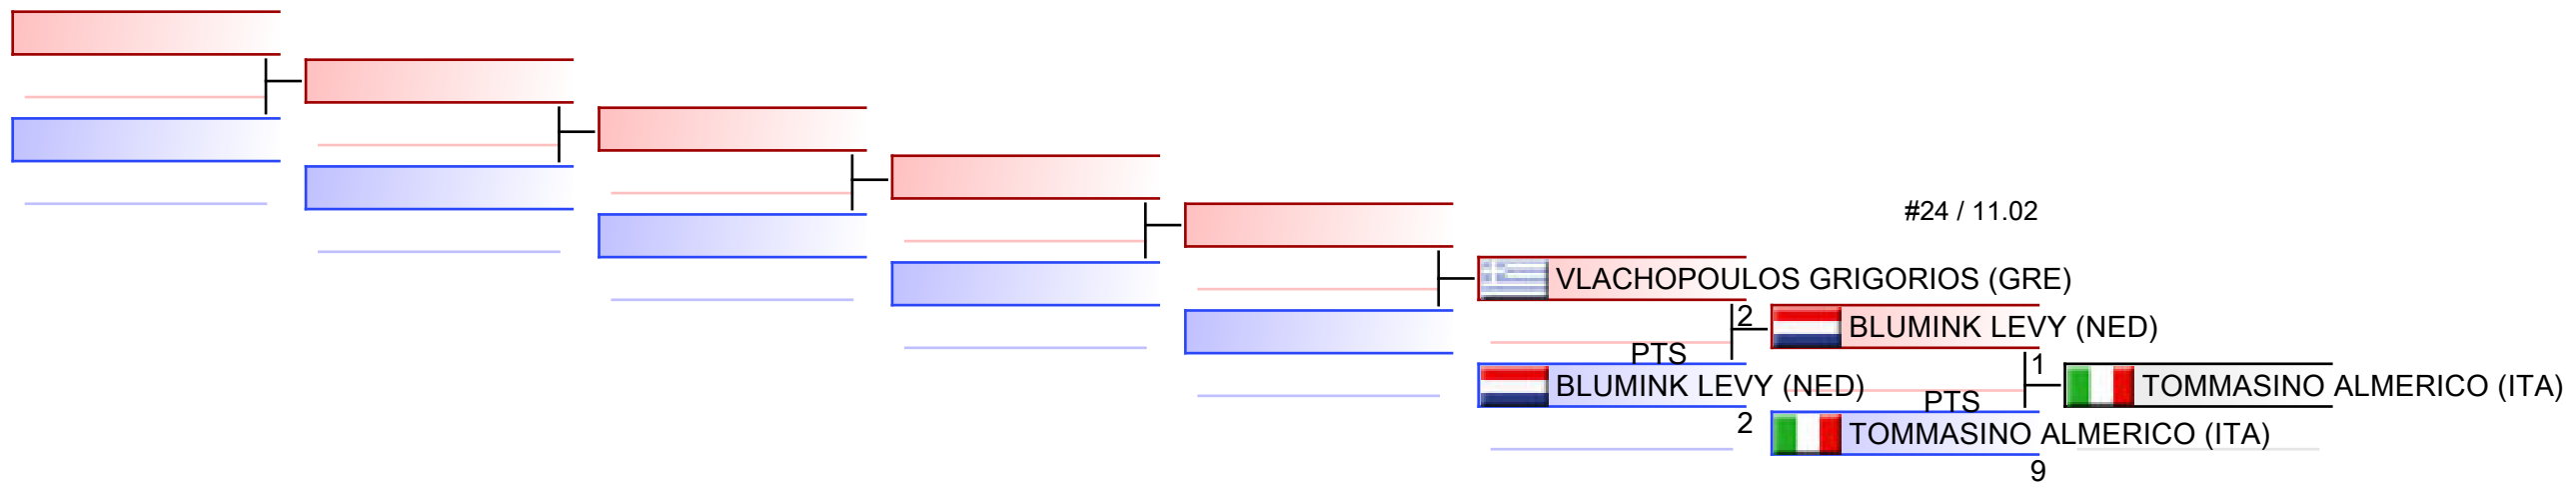 #24 / 11.02
VLACHOPOULOS GRIGORIOS (GRE)
2
BLUMINK LEVY (NED)
PTS
1
BLUMINK LEVY (NED)
TOMMASINO ALMERICO (ITA)
PTS
2
TOMMASINO ALMERICO (ITA)
9